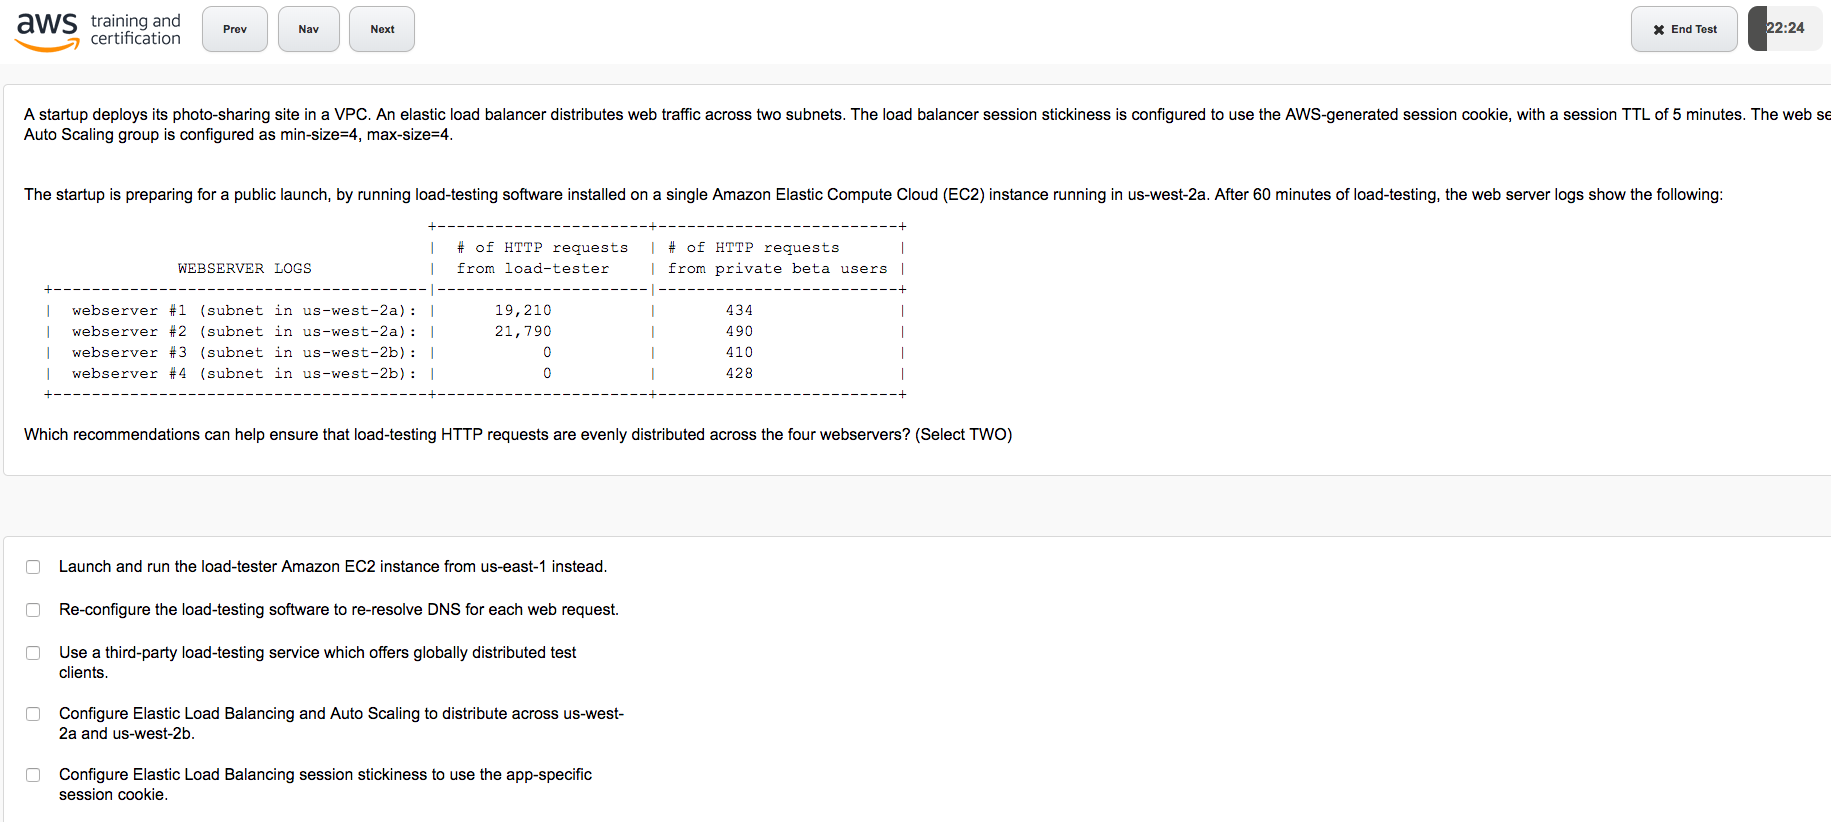 aws training and
certification
Prev
Nav
Next
✖ End Test
22:24
A startup deploys its photo-sharing site in a VPC. An elastic load balancer distributes web traffic across two subnets. The load balancer session stickiness is configured to use the AWS-generated session cookie, with a session TTL of 5 minutes. The web se
Auto Scaling group is configured as min-size=4, max-size=4.
The startup is preparing for a public launch, by running load-testing software installed on a single Amazon Elastic Compute Cloud (EC2) instance running in us-west-2a. After 60 minutes of load-testing, the web server logs show the following:
+----------------------+-------------------------+
| # of HTTP requests | # of HTTP requests |
WEBSERVER LOGS | from load-tester | from private beta users |
+---------------------------------------|----------------------|-------------------------+
| webserver #1 (subnet in us-west-2a): | 19,210 | 434 |
| webserver #2 (subnet in us-west-2a): | 21,790 | 490 |
| webserver #3 (subnet in us-west-2b): | 0 | 410 |
| webserver #4 (subnet in us-west-2b): | 0 | 428 |
+---------------------------------------+----------------------+-------------------------+
Which recommendations can help ensure that load-testing HTTP requests are evenly distributed across the four webservers? (Select TWO)
Launch and run the load-tester Amazon EC2 instance from us-east-1 instead.
Re-configure the load-testing software to re-resolve DNS for each web request.
Use a third-party load-testing service which offers globally distributed test
clients.
Configure Elastic Load Balancing and Auto Scaling to distribute across us-west-
2a and us-west-2b.
Configure Elastic Load Balancing session stickiness to use the app-specific
session cookie.